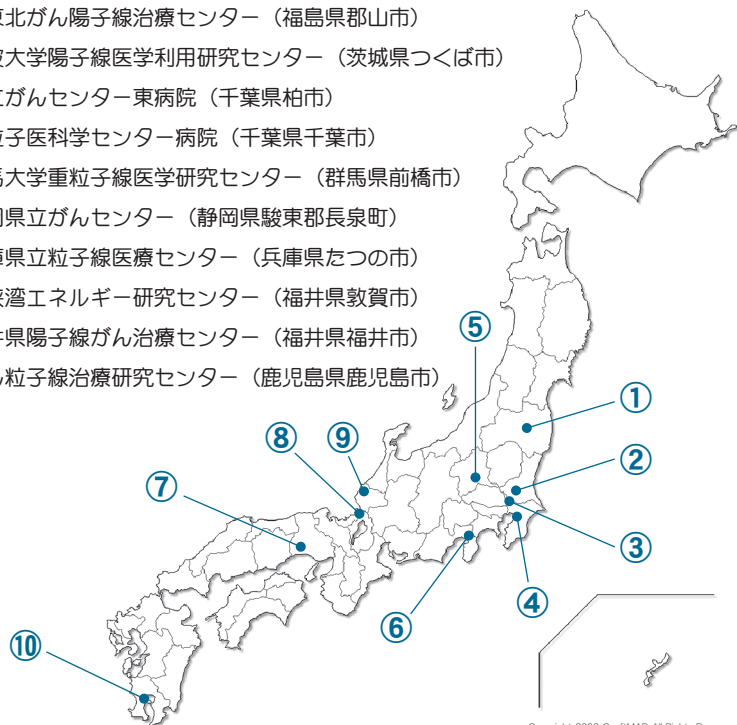 東北がん陽子線治療センター（福島県郡山市）
波大学陽子線医学利用研究センター（茨城県つくば市）
立がんセンター東病院（千葉県柏市）
粒子医科学センター病院（千葉県千葉市）
馬大学重粒子線医学研究センター（群馬県前橋市）
岡県立がんセンター（静岡県駿東郡長泉町）
庫県立粒子線医療センター（兵庫県たつの市）
狭湾エネルギー研究センター（福井県敦賀市）
井県陽子線がん治療センター（福井県福井市）
ん粒子線治療研究センター（鹿児島県鹿児島市）
⑤
①
⑧ ⑨
②
⑦
③
④
⑥
⑩